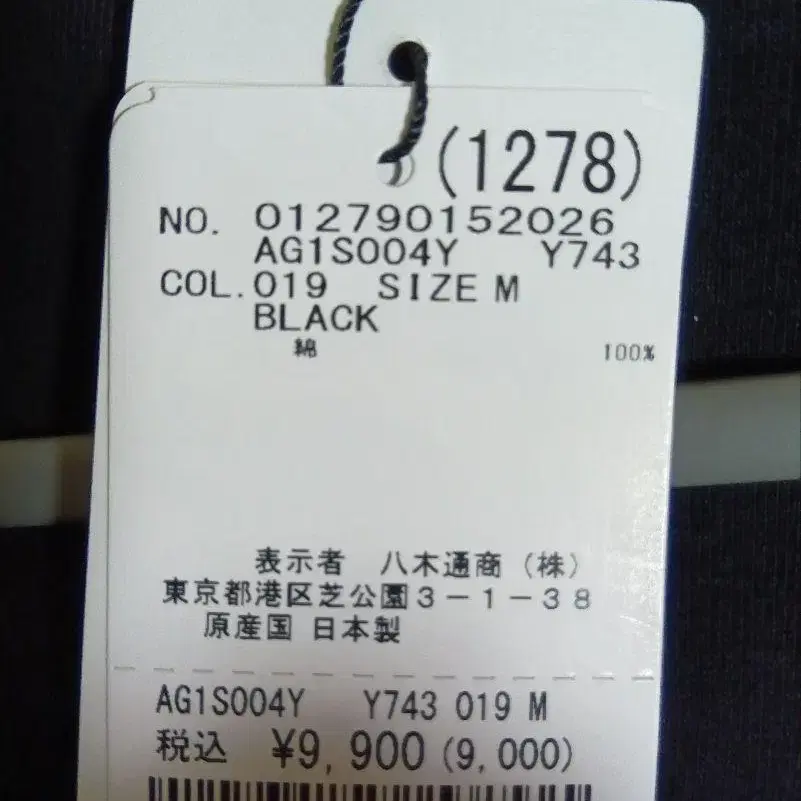 (1278)
NO. 012790152026
AG1S004Y Y743
COL.019 SIZE M
BLACK
綿 100%
表示者 八木通商(株)
東京都港区芝公園3-1-38
原産国 日本製
AG1S004Y Y743 019 M
税込 ¥9,900(9,000)